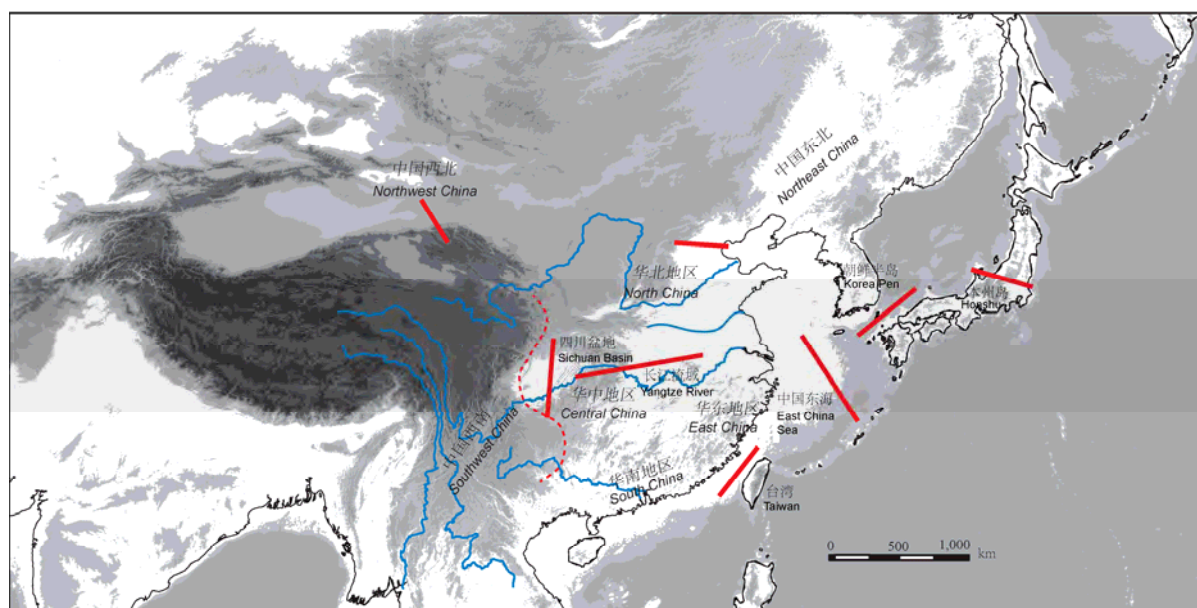 中国东北
Northeast China
中国西北
Northwest China
朝鲜半岛
Korea Pen
华北地区
North China
本州岛
Honshu
四川盆地
Sichuan Basin
长江流域
Yangtze River
华中地区
Central China
中国东海
East China
Sea
华东地区
East China
中国西南
Southwest China
华南地区
South China
台湾
Taiwan
0 500 1,000
km